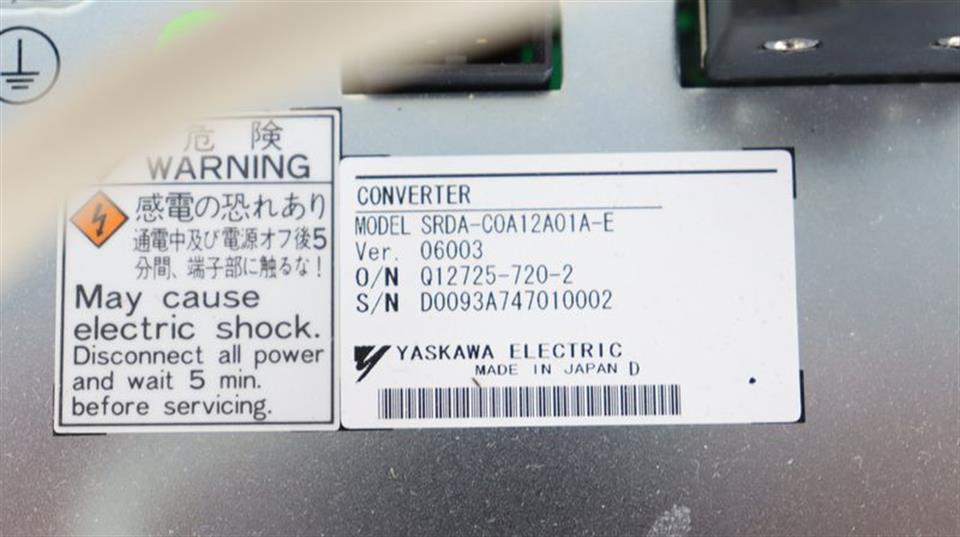 危険
WARNING
感電の恐れあり
通電中及び電源オフ後5
分間、端子部に触るな!
May cause
electric shock.
Disconnect all power
and wait 5 min.
before servicing.
CONVERTER
MODEL SRDA-COA12A01A-E
Ver. 06003
O/N Q12725-720-2
S/N D0093A747010002
YASKAWA ELECTRIC
MADE IN JAPAN D